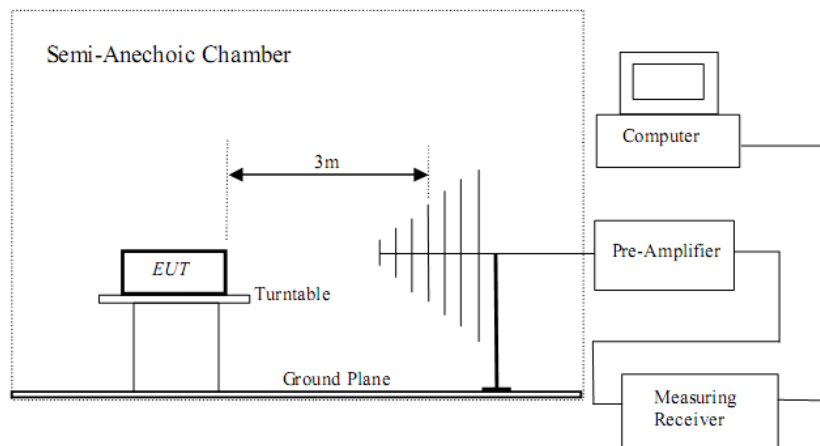 Semi-Anechoic Chamber
3m
EUT
Turntable
Ground Plane
Computer
Pre-Amplifier
Measuring
Receiver